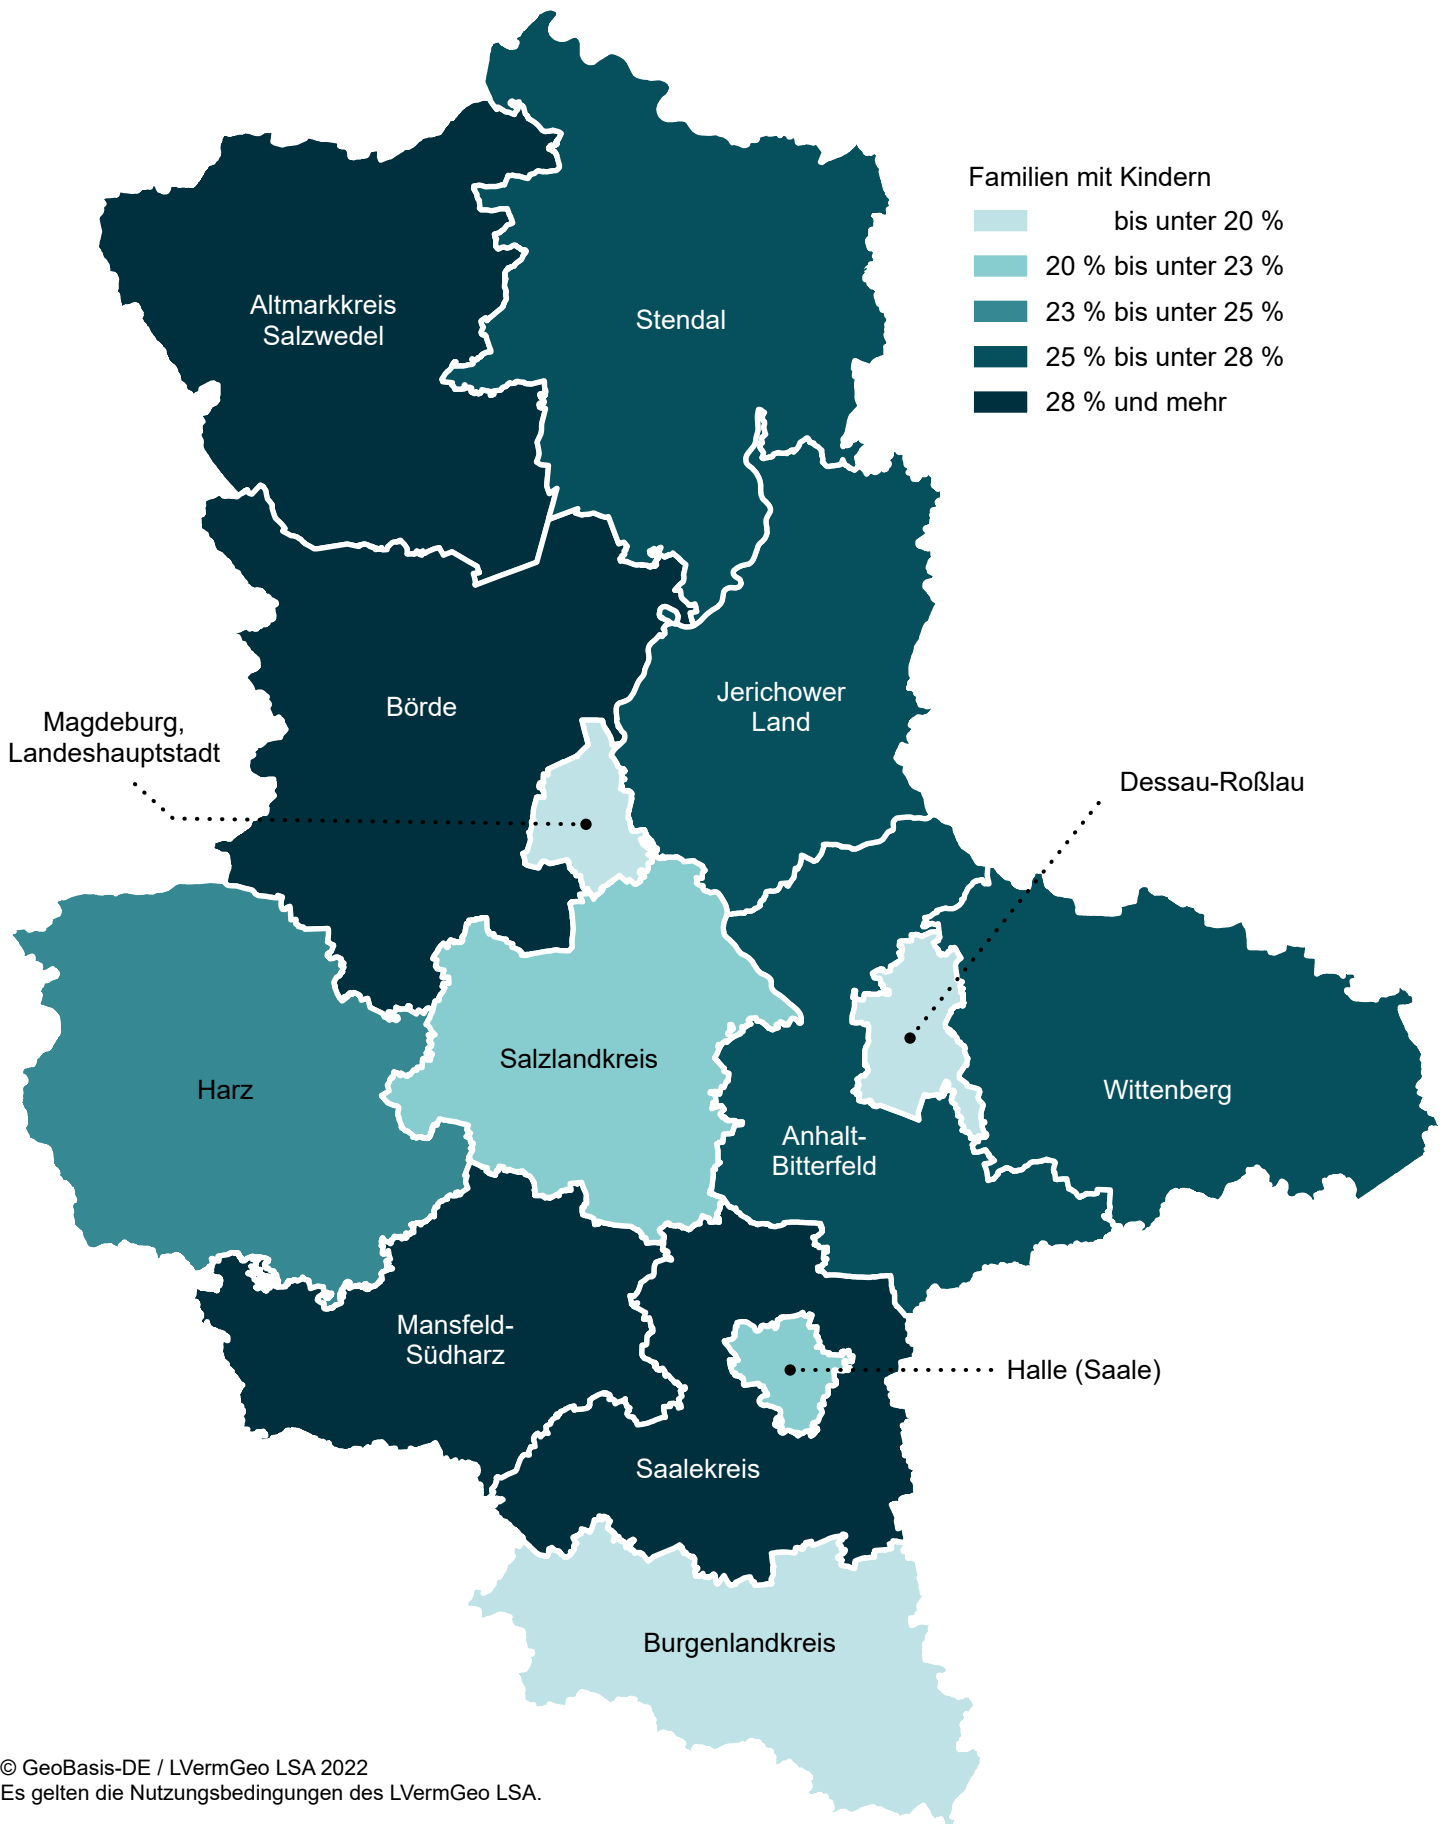 Familien mit Kindern
bis unter 20 %
20 % bis unter 23 %
23 % bis unter 25 %
25 % bis unter 28 %
28 % und mehr
Altmarkkreis
Salzwedel
Stendal
Börde
Jerichower
Land
Magdeburg,
Landeshauptstadt
Dessau-Roßlau
Salzlandkreis
Harz
Wittenberg
Anhalt-
Bitterfeld
Mansfeld-
Südharz
Halle (Saale)
Saalekreis
Burgenlandkreis
© GeoBasis-DE / LVermGeo LSA 2022
Es gelten die Nutzungsbedingungen des LVermGeo LSA.